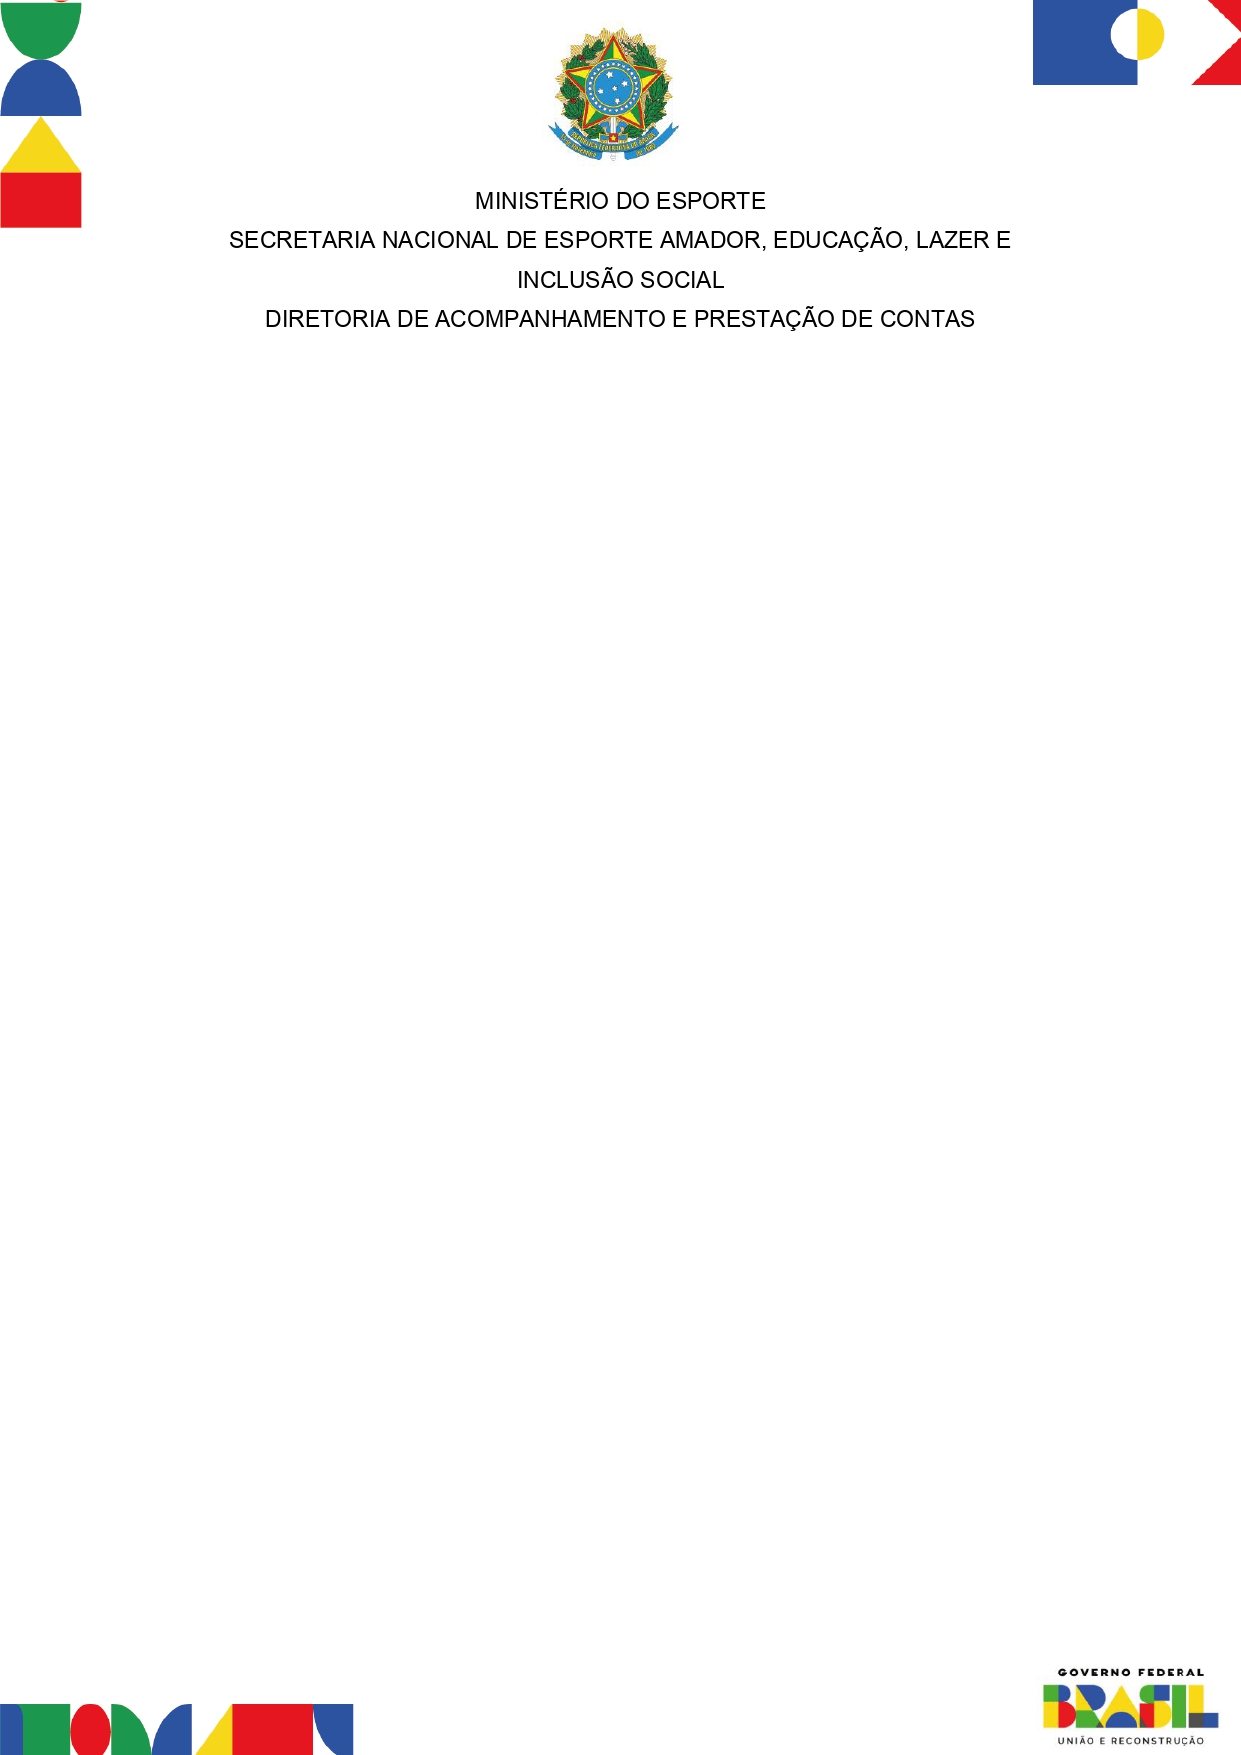 MINISTÉRIO DO ESPORTE
SECRETARIA NACIONAL DE ESPORTE AMADOR, EDUCAÇÃO, LAZER E
INCLUSÃO SOCIAL
DIRETORIA DE ACOMPANHAMENTO E PRESTAÇÃO DE CONTAS
GOVERNO FEDERAL
BRASIL
UNIÃO E RECONSTRUÇÃO